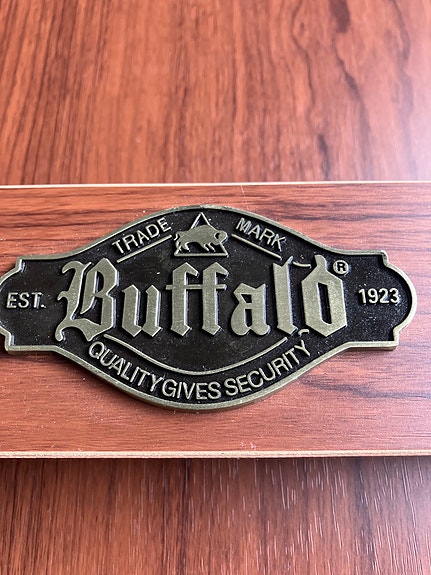 TRADE MARK
EST. Buffalo® 1923
QUALITY GIVES SECURITY